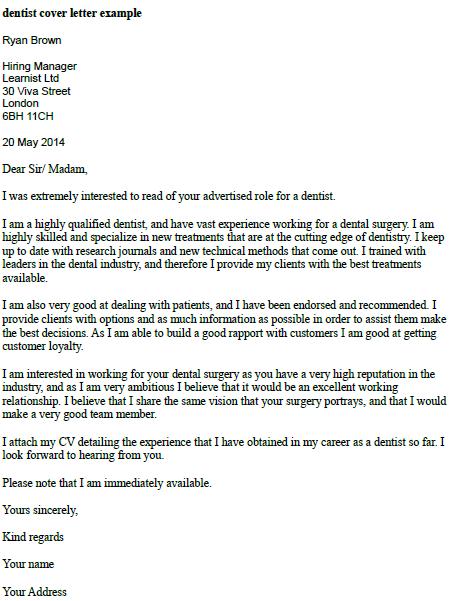 dentist cover letter example
Ryan Brown
Hiring Manager
Learnist Ltd
30 Viva Street
London
6BH 11CH
20 May 2014
Dear Sir/ Madam,
I was extremely interested to read of your advertised role for a dentist.
I am a highly qualified dentist, and have vast experience working for a dental surgery. I am
highly skilled and specialize in new treatments that are at the cutting edge of dentistry. I keep
up to date with research journals and new technical methods that come out. I trained with
leaders in the dental industry, and therefore I provide my clients with the best treatments
available.
I am also very good at dealing with patients, and I have been endorsed and recommended. I
provide clients with options and as much information as possible in order to assist them make
the best decisions. As I am able to build a good rapport with customers I am good at getting
customer loyalty.
I am interested in working for your dental surgery as you have a very high reputation in the
industry, and as I am very ambitious I believe that it would be an excellent working
relationship. I believe that I share the same vision that your surgery portrays, and that I would
make a very good team member.
I attach my CV detailing the experience that I have obtained in my career as a dentist so far. I
look forward to hearing from you.
Please note that I am immediately available.
Yours sincerely,
Kind regards
Your name
Your Address